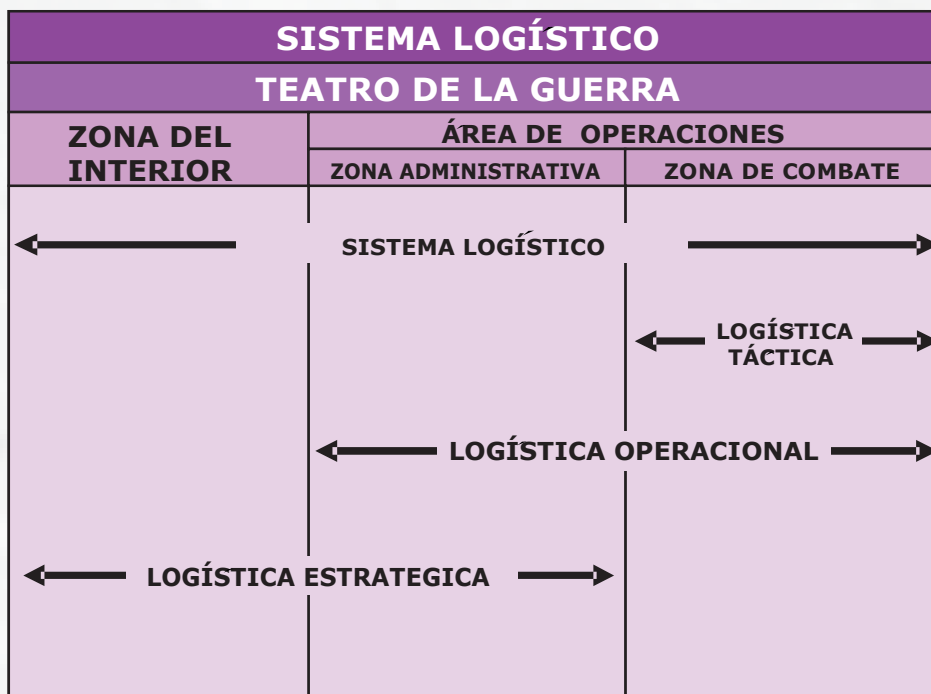 SISTEMA LOGÍSTICO
TEATRO DE LA GUERRA
ZONA DEL
INTERIOR
ÁREA DE OPERACIONES
ZONA ADMINISTRATIVA
ZONA DE COMBATE
SISTEMA LOGÍSTICO
LOGÍSTICA
TÁCTICA
LOGÍSTICA OPERACIONAL
LOGÍSTICA ESTRATEGICA